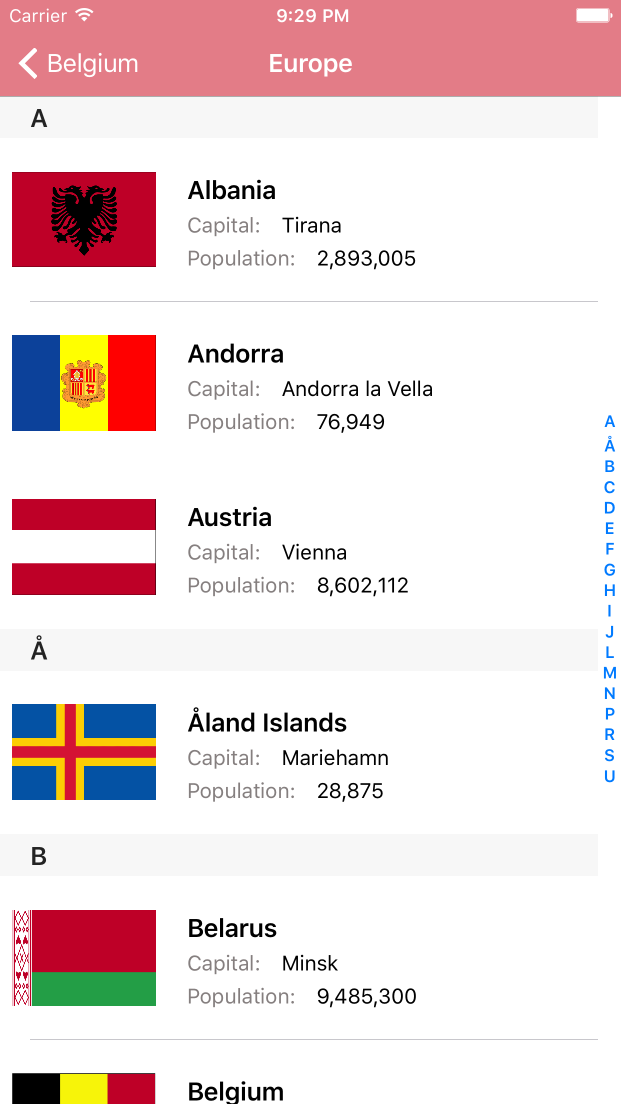 Carrier 9:29 PM
Belgium Europe
A
Albania
Capital: Tirana
Population: 2,893,005
Andorra
Capital: Andorra la Vella
Population: 76,949
Austria
Capital: Vienna
Population: 8,602,112
Å
Åland Islands
Capital: Mariehamn
Population: 28,875
B
Belarus
Capital: Minsk
Population: 9,485,300
Belgium
A
Å
B
C
D
E
F
G
H
I
J
L
M
N
P
R
S
U